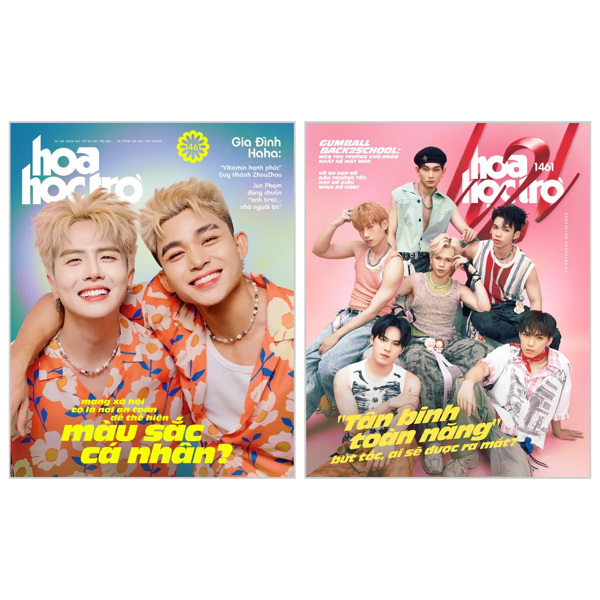 hoa
học trò
1461
Gia Đình
Haha:
"Vitamin hạnh phúc"
Duy Nhánh ZhouZhou
Jun Phạm
đúng chuẩn
"anh trai...
nhà người ta"
mạng xã hội
có là nơi an toàn
để thể hiện
màu sắc
cá nhân?
GUMBALL
BACK2SCHOOL:
hoa học trò
1461
"Tân binh
toàn năng"
bứt tốc, ai sẽ được ra mắt?